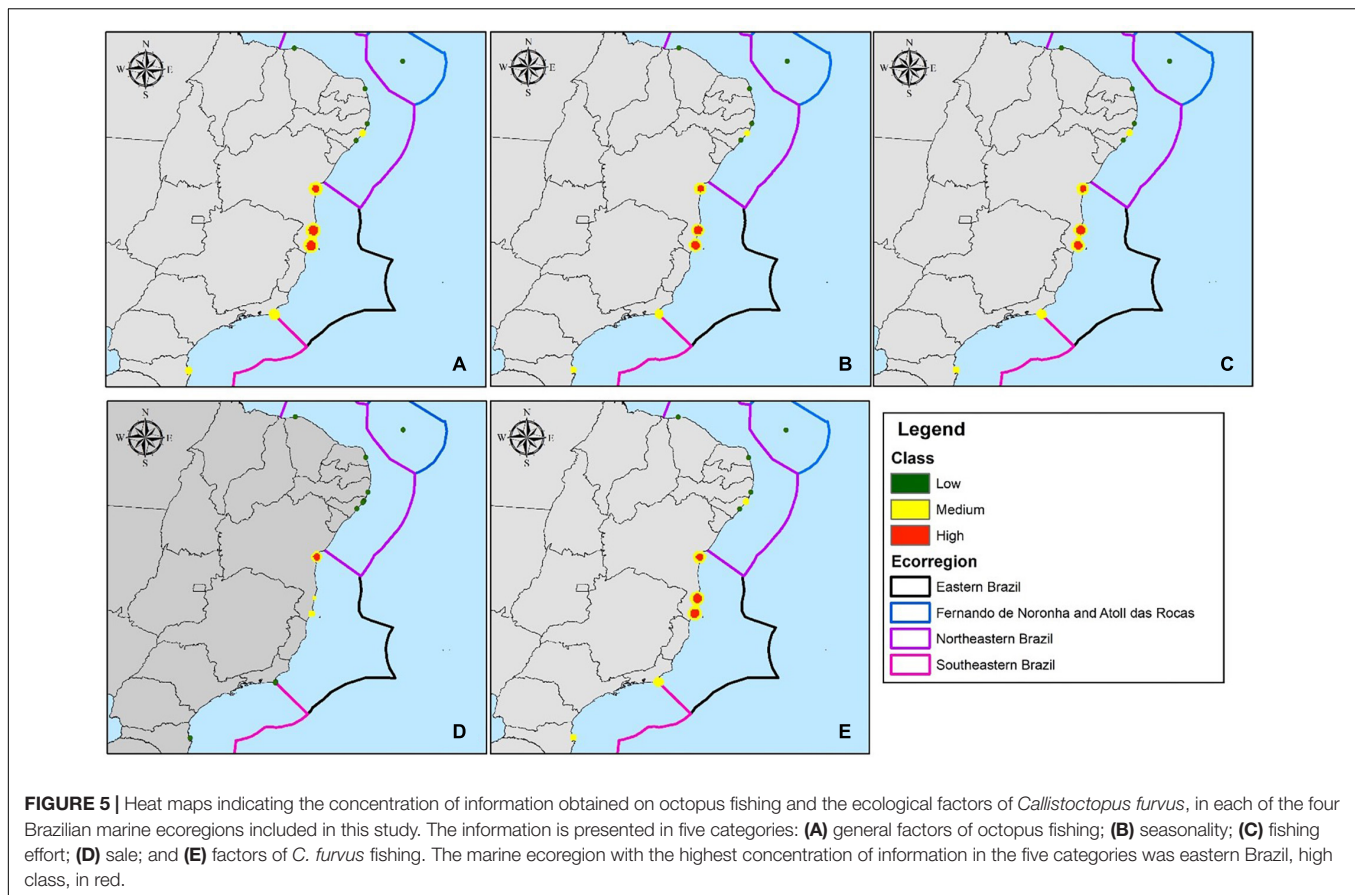 N
W E
S
A
N
W E
S
B
N
W E
S
C
N
W E
S
D
N
W E
S
E
Legend
Class
Low
Medium
High
Ecorregion
Eastern Brazil
Fernando de Noronha and Atoll das Rocas
Northeastern Brazil
Southeastern Brazil
FIGURE 5 | Heat maps indicating the concentration of information obtained on octopus fishing and the ecological factors of Callistoctopus furvus, in each of the four
Brazilian marine ecoregions included in this study. The information is presented in five categories: (A) general factors of octopus fishing; (B) seasonality; (C) fishing
effort; (D) sale; and (E) factors of C. furvus fishing. The marine ecoregion with the highest concentration of information in the five categories was eastern Brazil, high
class, in red.